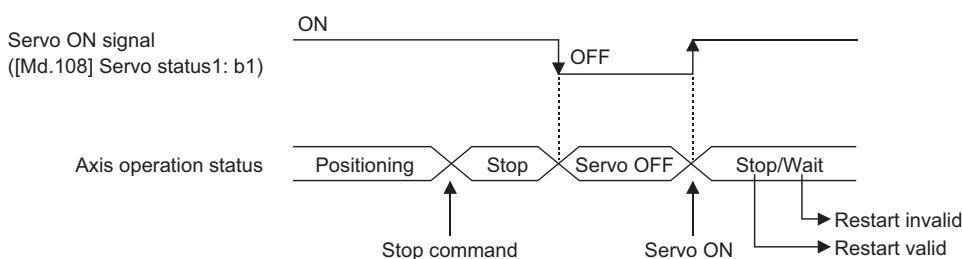 ON
Servo ON signal
([Md.108] Servo status1: b1)
OFF
Axis operation status
Positioning
Stop
Servo OFF
Stop/Wait
Restart invalid
Stop command
Servo ON
Restart valid